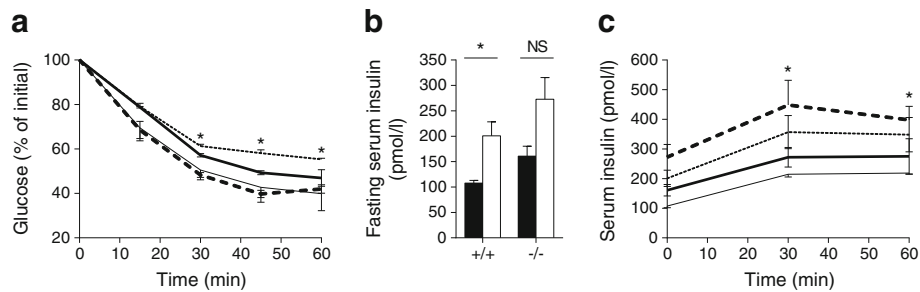 a
Glucose (% of initial)
100
80
60
40
20
* * *
0 10 20 30 40 50 60
Time (min)
b
Fasting serum insulin
(pmol/l)
* NS
350
300
250
200
150
100
50
0
+/+ -/-
c
Serum insulin (pmol/l)
600
500
400
300
200
100
0
* *
0 10 20 30 40 50 60
Time (min)